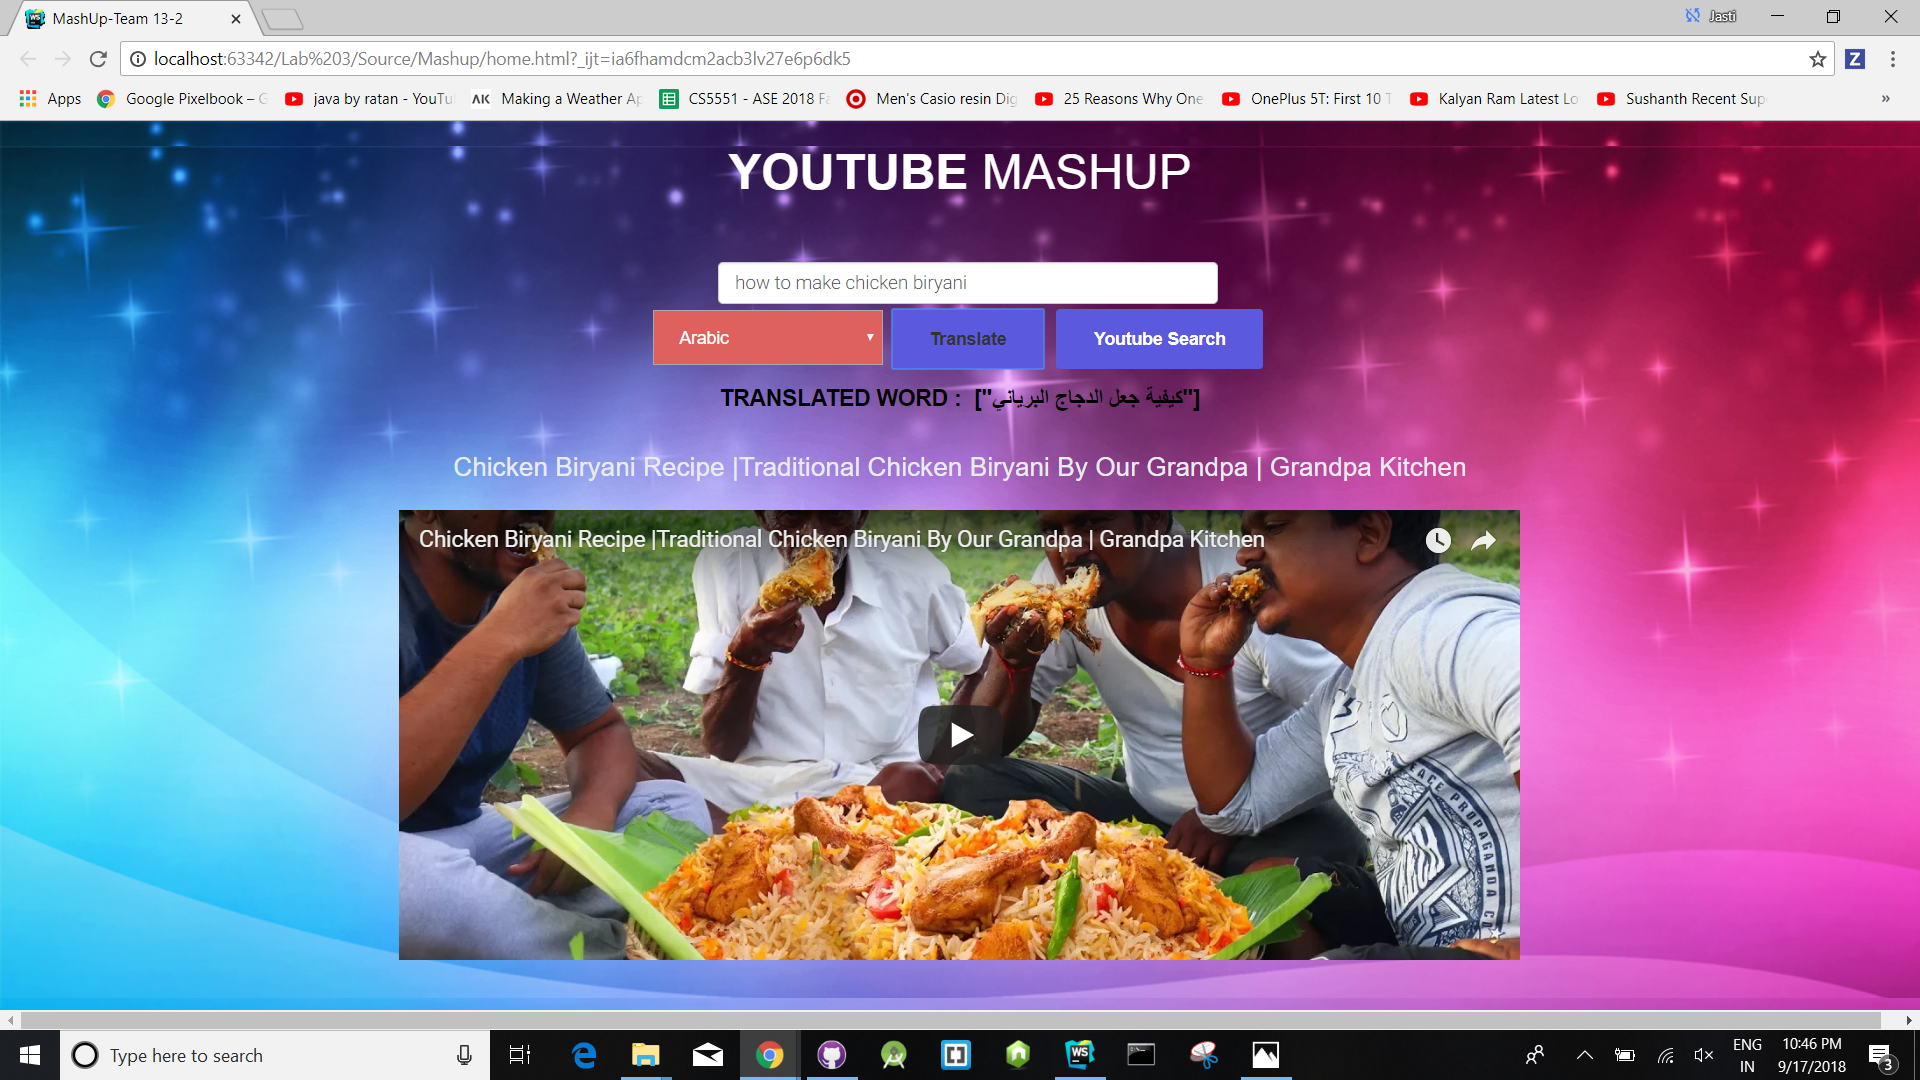 MashUp-Team 13-2
Jasti
localhost:63342/Lab%203/Source/Mashup/home.html?_ijt=ia6fhamdcm2acb3lv27e6p6dk5
Apps Google Pixelbook – G java by ratan - YouTu Making a Weather Ap CS5551 - ASE 2018 Fa Men's Casio resin Dig 25 Reasons Why One OnePlus 5T: First 10 T Kalyan Ram Latest Lo Sushanth Recent Sup »
YOUTUBE MASHUP
how to make chicken biryani
Arabic Translate Youtube Search
TRANSLATED WORD : ["كيفية جعل الدجاج البرياني"]
Chicken Biryani Recipe |Traditional Chicken Biryani By Our Grandpa | Grandpa Kitchen
Chicken Biryani Recipe |Traditional Chicken Biryani By Our Grandpa | Grandpa Kitchen
PEACE PROPAGANDA
Type here to search
ENG
IN
10:46 PM
9/17/2018
3